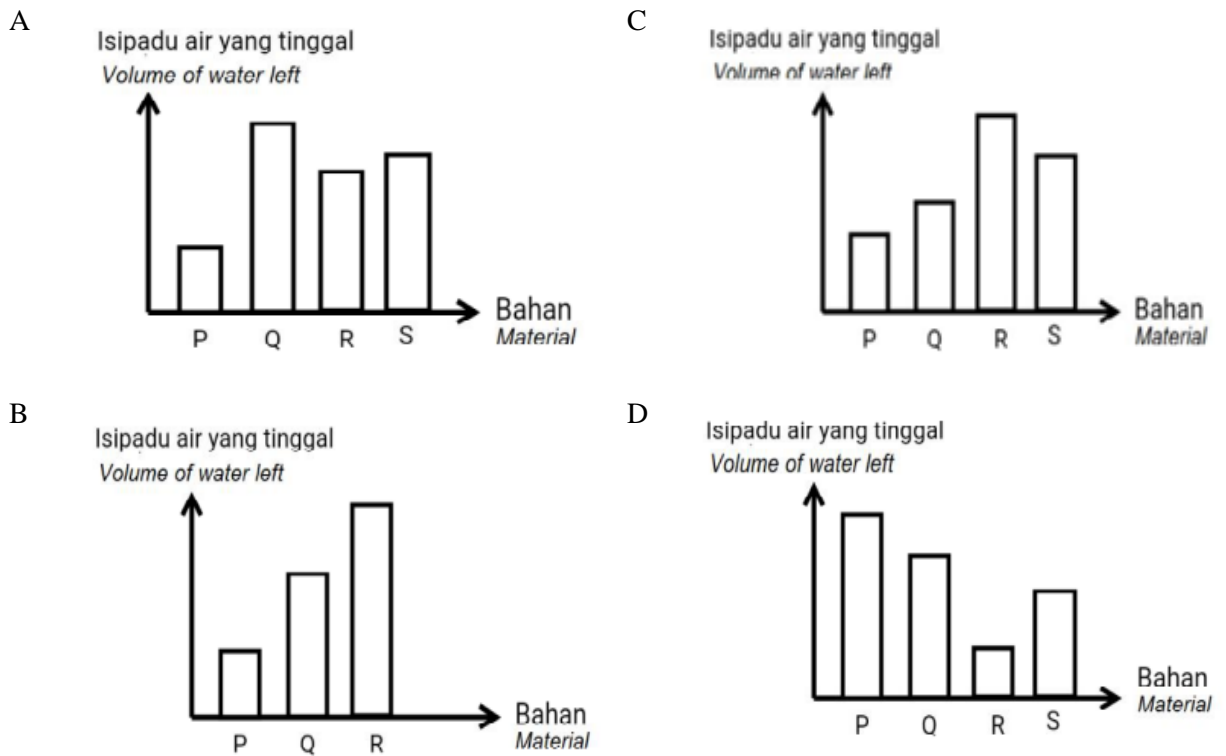 A
Isipadu air yang tinggal
Volume of water left
P Q R S
Bahan
Material
B
Isipadu air yang tinggal
Volume of water left
P Q R
Bahan
Material
C
Isipadu air yang tinggal
Volume of water left
P Q R S
Bahan
Material
D
Isipadu air yang tinggal
Volume of water left
P Q R S
Bahan
Material